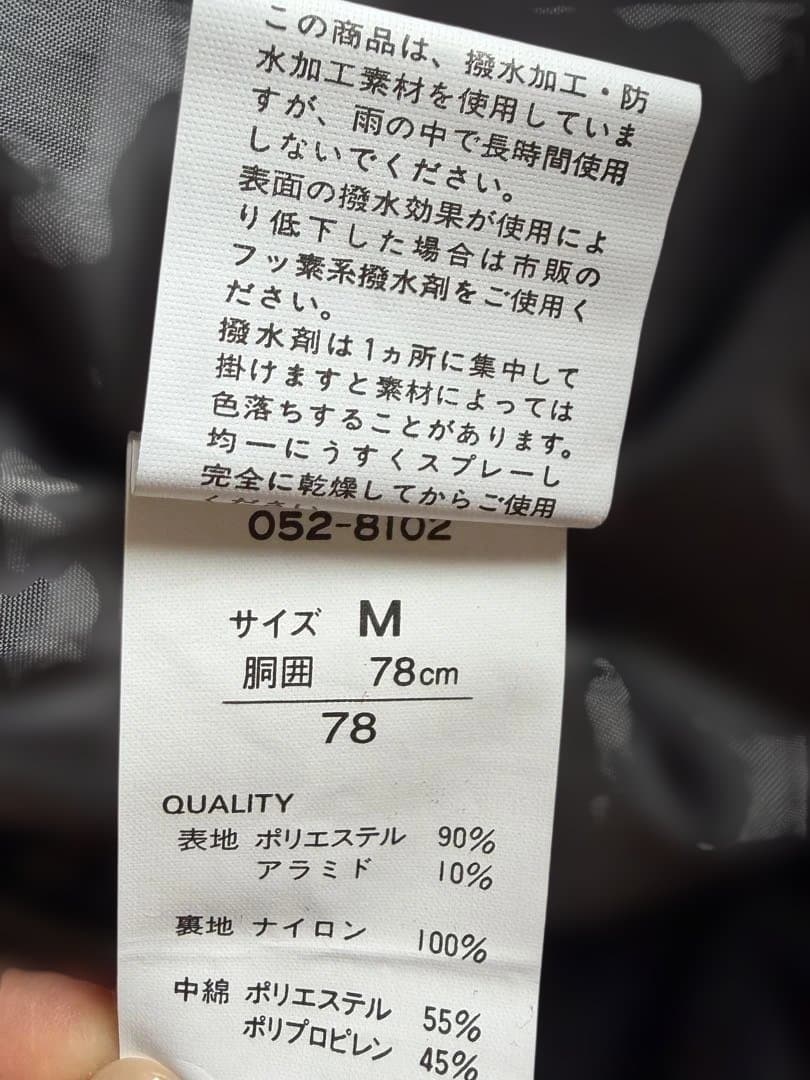 この商品は、撥水加工・防
水加工素材を使用していま
すが、雨の中で長時間使用
しないでください。
表面の撥水効果が使用によ
り低下した場合は市販の
フッ素系撥水剤をご使用く
ださい。
撥水剤は1ヵ所に集中して
掛けますと素材によっては
色落ちすることがあります。
均一にうすくスプレーし
完全に乾燥してからご使用
ください。
052-8102
サイズ M
胴囲 78cm
78
QUALITY
表地 ポリエステル 90%
アラミド 10%
裏地 ナイロン 100%
中綿 ポリエステル 55%
ポリプロピレン 45%